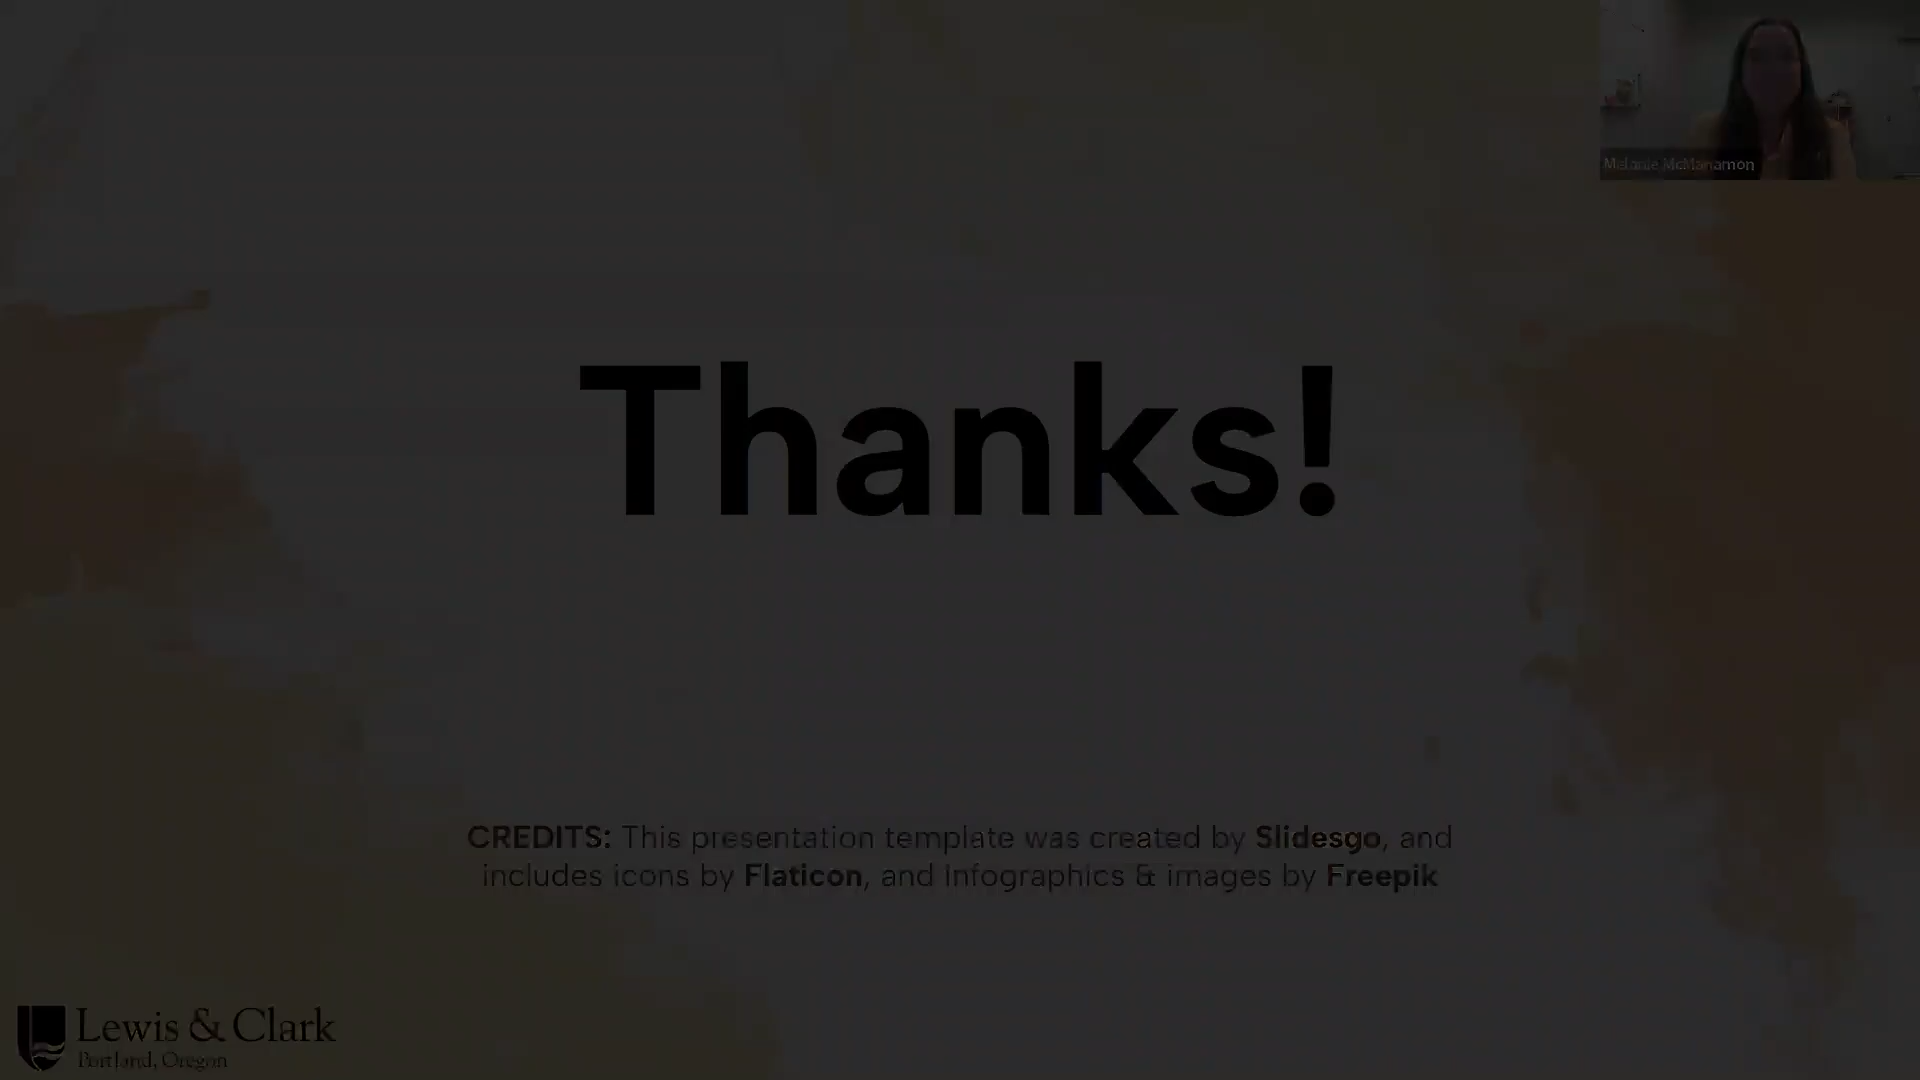 Melanie McManamon
Thanks!
CREDITS: This presentation template was created by Slidesgo, and
includes icons by Flaticon, and infographics & images by Freepik
Lewis & Clark
Portland, Oregon